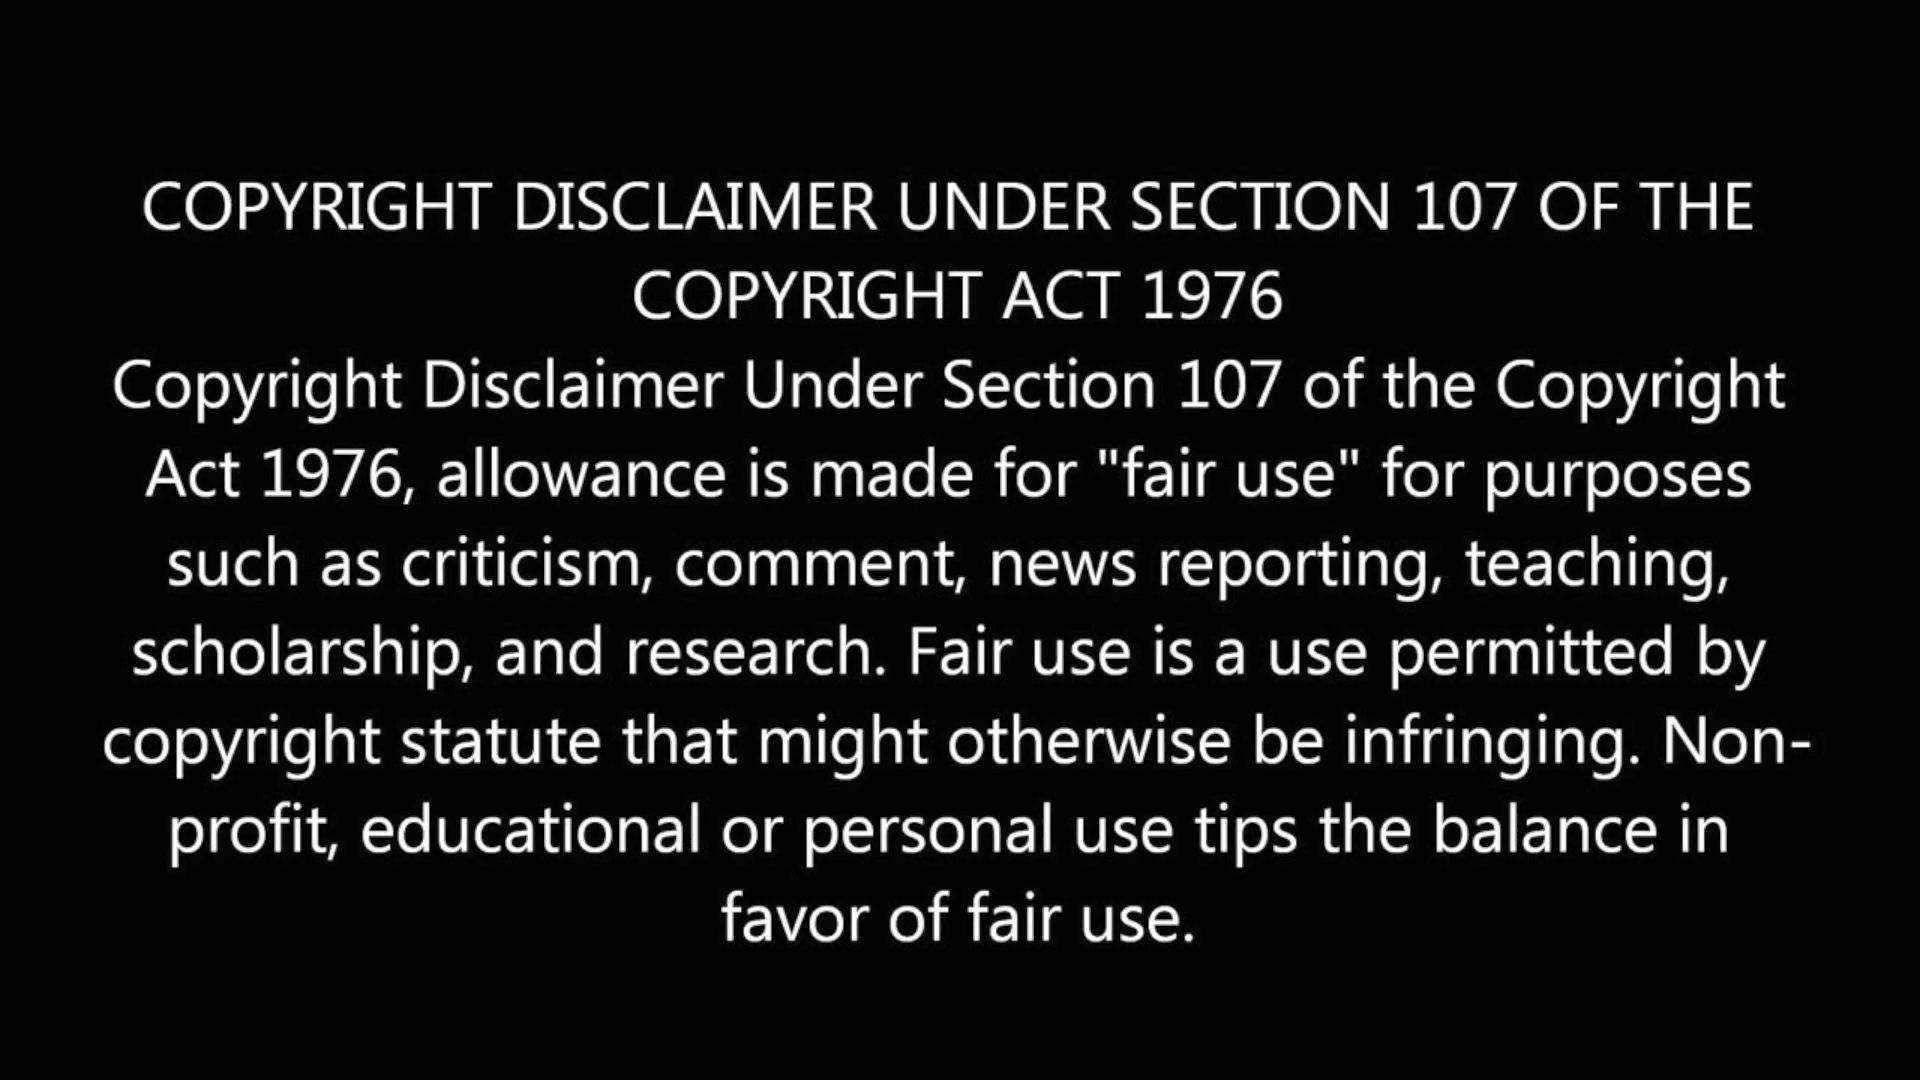 COPYRIGHT DISCLAIMER UNDER SECTION 107 OF THE
COPYRIGHT ACT 1976
Copyright Disclaimer Under Section 107 of the Copyright
Act 1976, allowance is made for "fair use" for purposes
such as criticism, comment, news reporting, teaching,
scholarship, and research. Fair use is a use permitted by
copyright statute that might otherwise be infringing. Non-
profit, educational or personal use tips the balance in
favor of fair use.